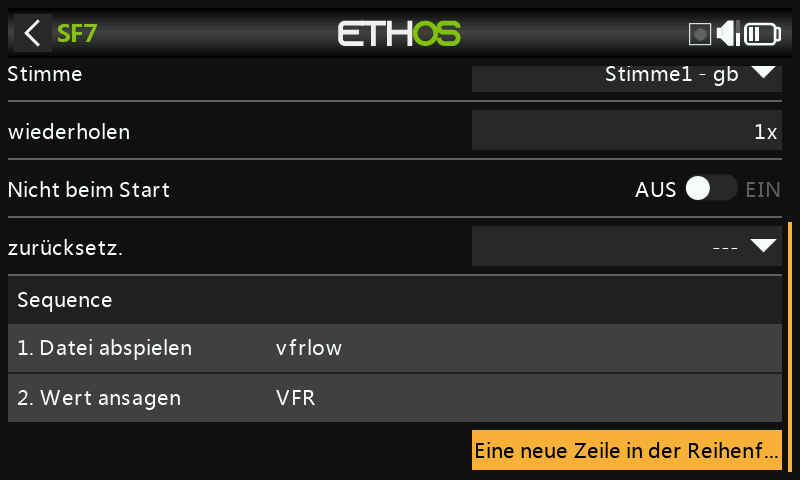 SF7
ETHOS
Stimme Stimme1 - gb
wiederholen 1x
Nicht beim Start AUS EIN
zurücksetz. ---
Sequence
1. Datei abspielen vfrlow
2. Wert ansagen VFR
Eine neue Zeile in der Reihenf...